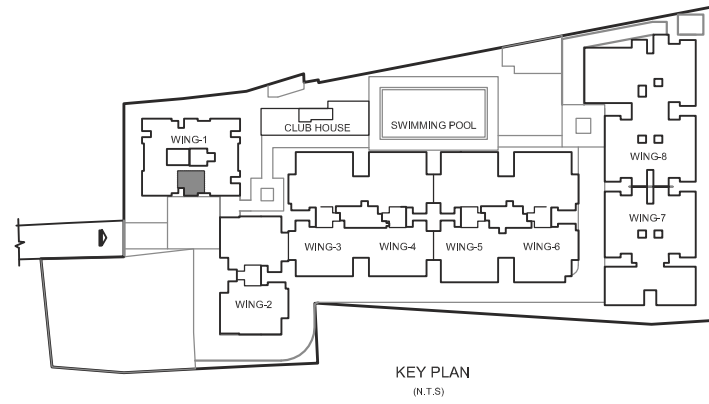 WING-1
CLUB HOUSE
SWIMMING POOL
WING-8
WING-7
WING-3
WING-4
WING-5
WING-6
WING-2
KEY PLAN
(N.T.S)